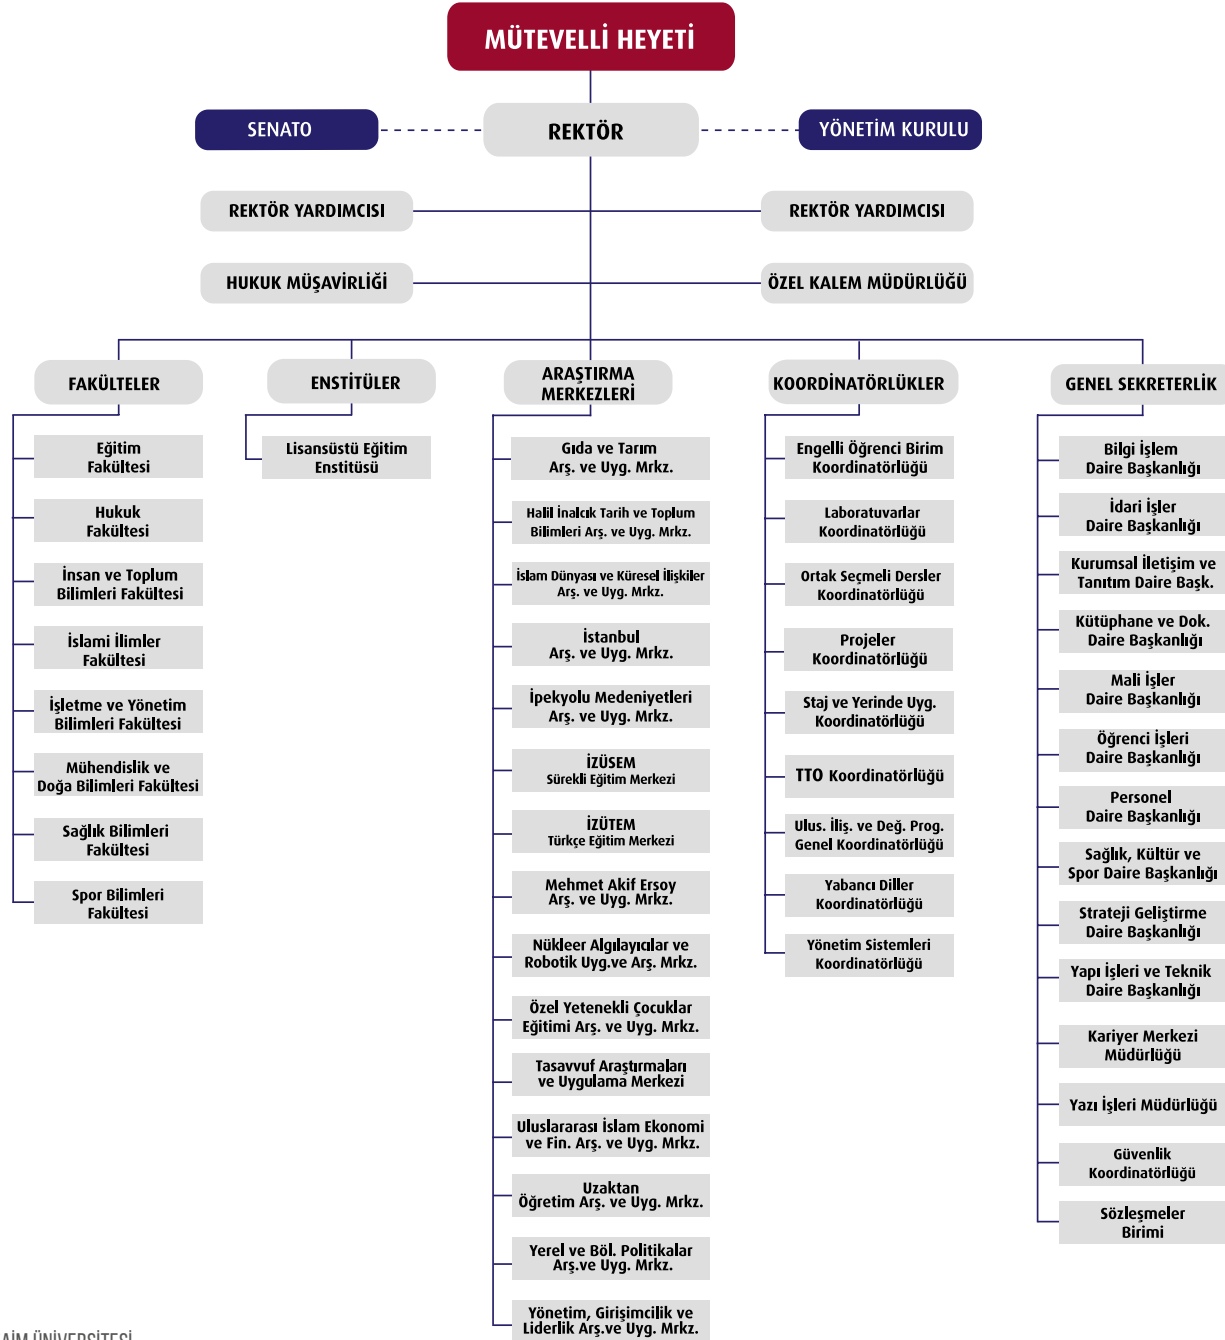 MÜTEVELLİ HEYETİ
SENATO
REKTÖR
YÖNETİM KURULU
REKTÖR YARDIMCISI
REKTÖR YARDIMCISI
HUKUK MÜŞAVİRLİĞİ
ÖZEL KALEM MÜDÜRLÜĞÜ
FAKÜLTELER
Eğitim
Fakültesi
Hukuk
Fakültesi
İnsan ve Toplum
Bilimleri Fakültesi
İslami İlimler
Fakültesi
İşletme ve Yönetim
Bilimleri Fakültesi
Mühendislik ve
Doğa Bilimleri Fakültesi
Sağlık Bilimleri
Fakültesi
Spor Bilimleri
Fakültesi
ENSTİTÜLER
Lisansüstü Eğitim
Enstitüsü
ARAŞTIRMA
MERKEZLERİ
Gıda ve Tarım
Arş. ve Uyg. Mrkz.
Halil İnalcık Tarih ve Toplum
Bilimleri Arş. ve Uyg. Mrkz.
İslam Dünyası ve Küresel İlişkiler
Arş. ve Uyg. Mrkz.
İstanbul
Arş. ve Uyg. Mrkz.
İpekyolu Medeniyetleri
Arş. ve Uyg. Mrkz.
İZÜSEM
Sürekli Eğitim Merkezi
İZÜTEM
Türkçe Eğitim Merkezi
Mehmet Akif Ersoy
Arş. ve Uyg. Mrkz.
Nükleer Algılayıcılar ve
Robotik Uyg.ve Arş. Mrkz.
Özel Yetenekli Çocuklar
Eğitimi Arş. ve Uyg. Mrkz.
Tasavvuf Araştırmaları
ve Uygulama Merkezi
Uluslararası İslam Ekonomi
ve Fin. Arş. ve Uyg. Mrkz.
Uzaktan
Öğretim Arş. ve Uyg. Mrkz.
Yerel ve Böl. Politikalar
Arş.ve Uyg. Mrkz.
Yönetim, Girişimcilik ve
Liderlik Arş.ve Uyg. Mrkz.
KOORDİNATÖRLÜKLER
Engelli Öğrenci Birim
Koordinatörlüğü
Laboratuvarlar
Koordinatörlüğü
Ortak Seçmeli Dersler
Koordinatörlüğü
Projeler
Koordinatörlüğü
Staj ve Yerinde Uyg.
Koordinatörlüğü
TTO Koordinatörlüğü
Ulus. İliş. ve Değ. Prog.
Genel Koordinatörlüğü
Yabancı Diller
Koordinatörlüğü
Yönetim Sistemleri
Koordinatörlüğü
GENEL SEKRETERLİK
Bilgi İşlem
Daire Başkanlığı
İdari İşler
Daire Başkanlığı
Kurumsal İletişim ve
Tanıtım Daire Başk.
Kütüphane ve Dok.
Daire Başkanlığı
Mali İşler
Daire Başkanlığı
Öğrenci İşleri
Daire Başkanlığı
Personel
Daire Başkanlığı
Sağlık, Kültür ve
Spor Daire Başkanlığı
Strateji Geliştirme
Daire Başkanlığı
Yapı İşleri ve Teknik
Daire Başkanlığı
Kariyer Merkezi
Müdürlüğü
Yazı İşleri Müdürlüğü
Güvenlik
Koordinatörlüğü
Sözleşmeler
Birimi